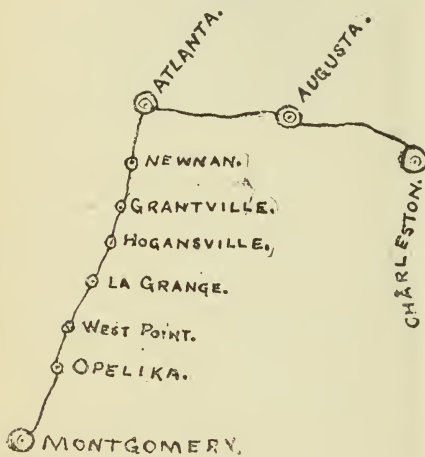 ATLANTA.
AUGUSTA.
CHARLESTON.
NEWNAN.
GRANTVILLE.
HOGANSVILLE.
LA GRANGE.
WEST POINT.
OPELIKA.
MONTGOMERY.